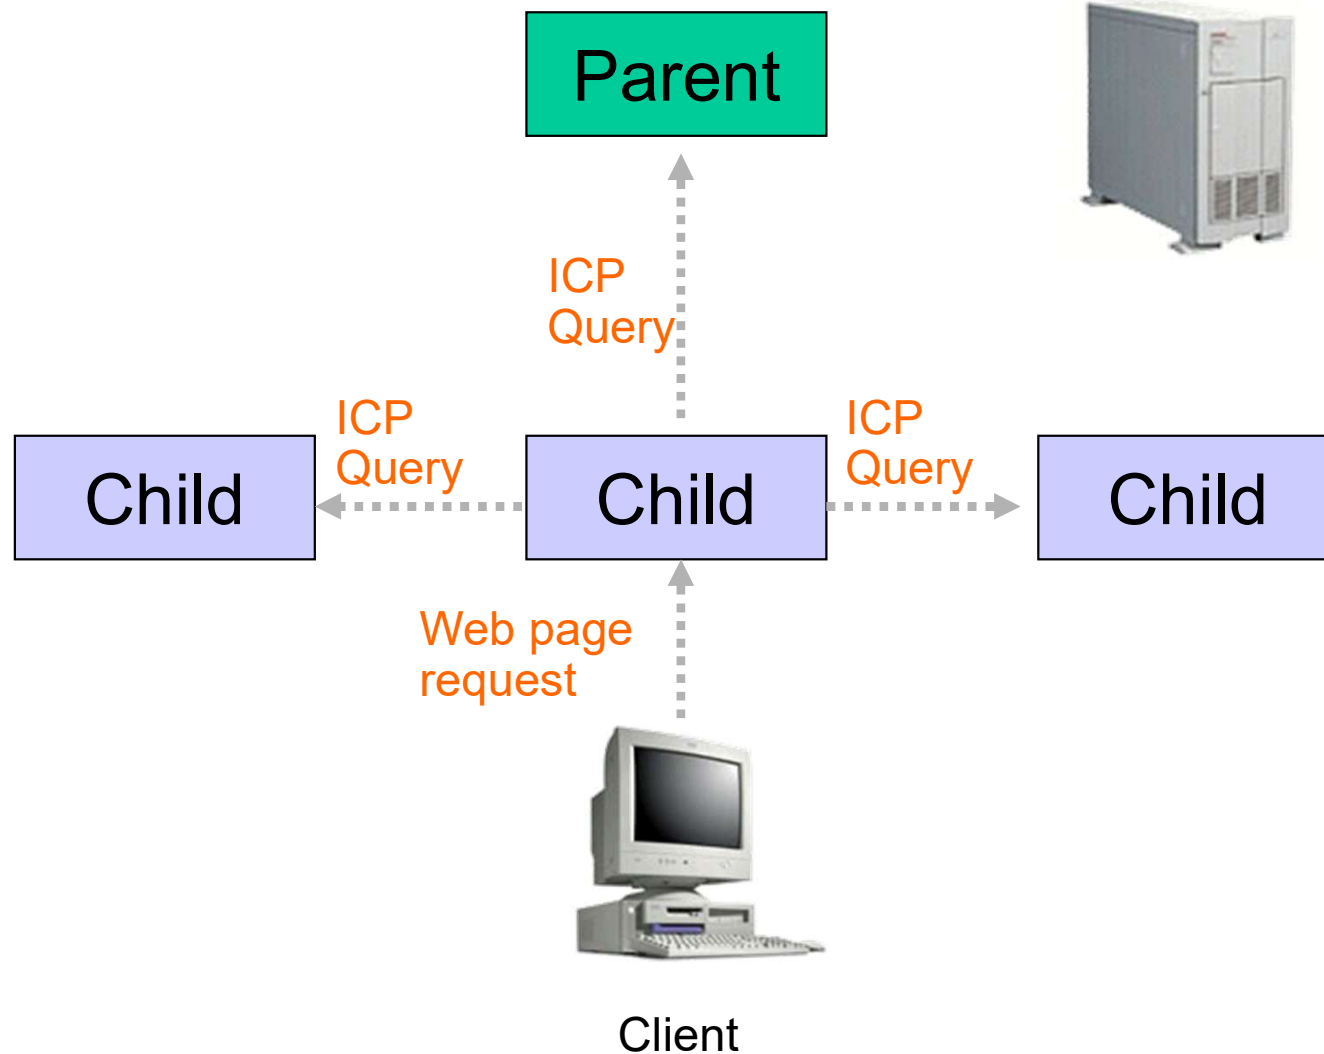 Parent
ICP
Query
ICP
Query
ICP
Query
Child
Child
Child
Web page
request
Client